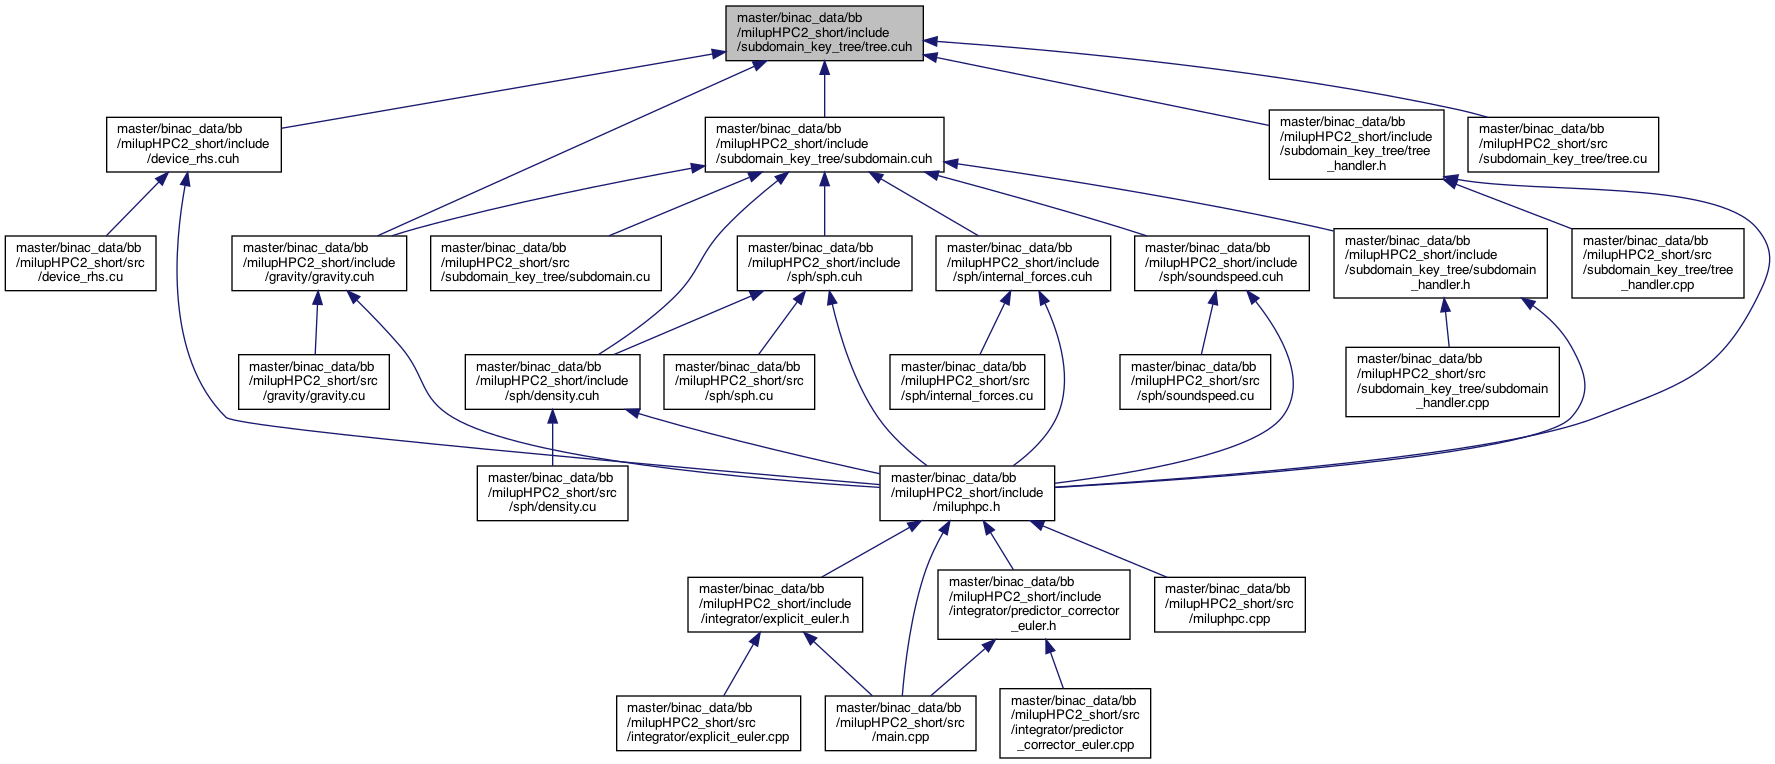 master/binac_data/bb
/milupHPC2_short/include
/subdomain_key_tree/tree.cuh
master/binac_data/bb
/milupHPC2_short/include
/device_rhs.cuh
master/binac_data/bb
/milupHPC2_short/include
/subdomain_key_tree/subdomain.cuh
master/binac_data/bb
/milupHPC2_short/include
/subdomain_key_tree/tree
_handler.h
master/binac_data/bb
/milupHPC2_short/src
/subdomain_key_tree/tree.cu
master/binac_data/bb
/milupHPC2_short/src
/device_rhs.cu
master/binac_data/bb
/milupHPC2_short/include
/gravity/gravity.cuh
master/binac_data/bb
/milupHPC2_short/src
/subdomain_key_tree/subdomain.cu
master/binac_data/bb
/milupHPC2_short/include
/sph/sph.cuh
master/binac_data/bb
/milupHPC2_short/include
/sph/internal_forces.cuh
master/binac_data/bb
/milupHPC2_short/include
/sph/soundspeed.cuh
master/binac_data/bb
/milupHPC2_short/include
/subdomain_key_tree/subdomain
_handler.h
master/binac_data/bb
/milupHPC2_short/src
/subdomain_key_tree/tree
_handler.cpp
master/binac_data/bb
/milupHPC2_short/src
/gravity/gravity.cu
master/binac_data/bb
/milupHPC2_short/include
/sph/density.cuh
master/binac_data/bb
/milupHPC2_short/src
/sph/sph.cu
master/binac_data/bb
/milupHPC2_short/src
/sph/internal_forces.cu
master/binac_data/bb
/milupHPC2_short/src
/sph/soundspeed.cu
master/binac_data/bb
/milupHPC2_short/src
/subdomain_key_tree/subdomain
_handler.cpp
master/binac_data/bb
/milupHPC2_short/src
/sph/density.cu
master/binac_data/bb
/milupHPC2_short/include
/miluphpc.h
master/binac_data/bb
/milupHPC2_short/include
/integrator/explicit_euler.h
master/binac_data/bb
/milupHPC2_short/include
/integrator/predictor_corrector
_euler.h
master/binac_data/bb
/milupHPC2_short/src
/miluphpc.cpp
master/binac_data/bb
/milupHPC2_short/src
/integrator/explicit_euler.cpp
master/binac_data/bb
/milupHPC2_short/src
/main.cpp
master/binac_data/bb
/milupHPC2_short/src
/integrator/predictor
_corrector_euler.cpp